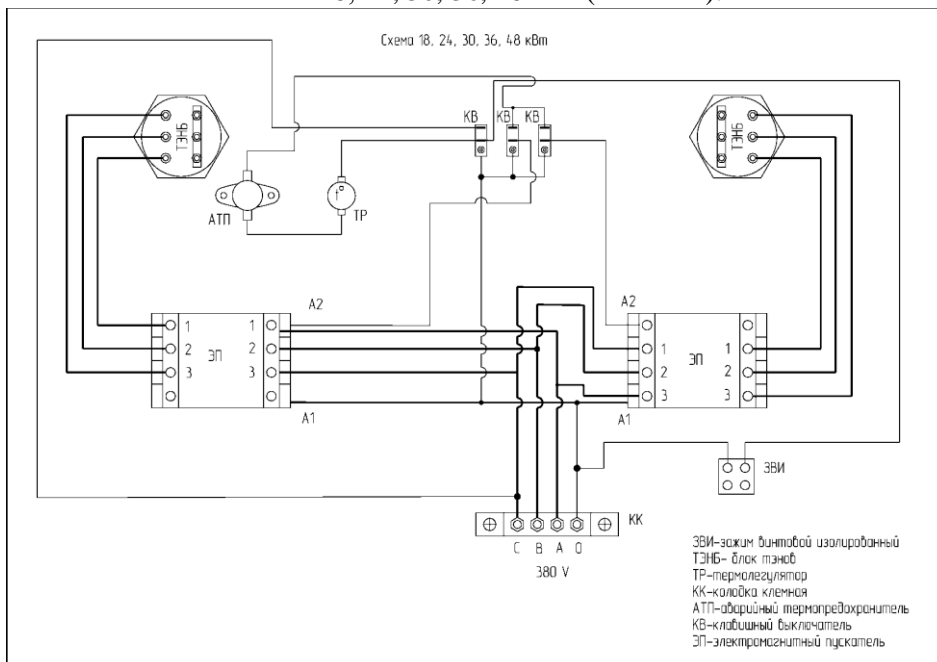 Схема 18, 24, 30, 36, 48 кВт
КВ КВ КВ
ТЭНБ
ТЭНБ
АТП
t°
ТР
А2
А2
1 1
2 ЭП 2
3 3
1 1
2 ЭП 2
3 3
А1
А1
ЗВИ
КК
С В А 0
380 V
ЗВИ-зажим винтовой изолированный
ТЭНБ- блок тэнов
ТР-термолегулятор
КК-колодка клемная
АТП-аварийный термопредохранитель
КВ-клавишный выключатель
ЭП-электромагнитный пускатель